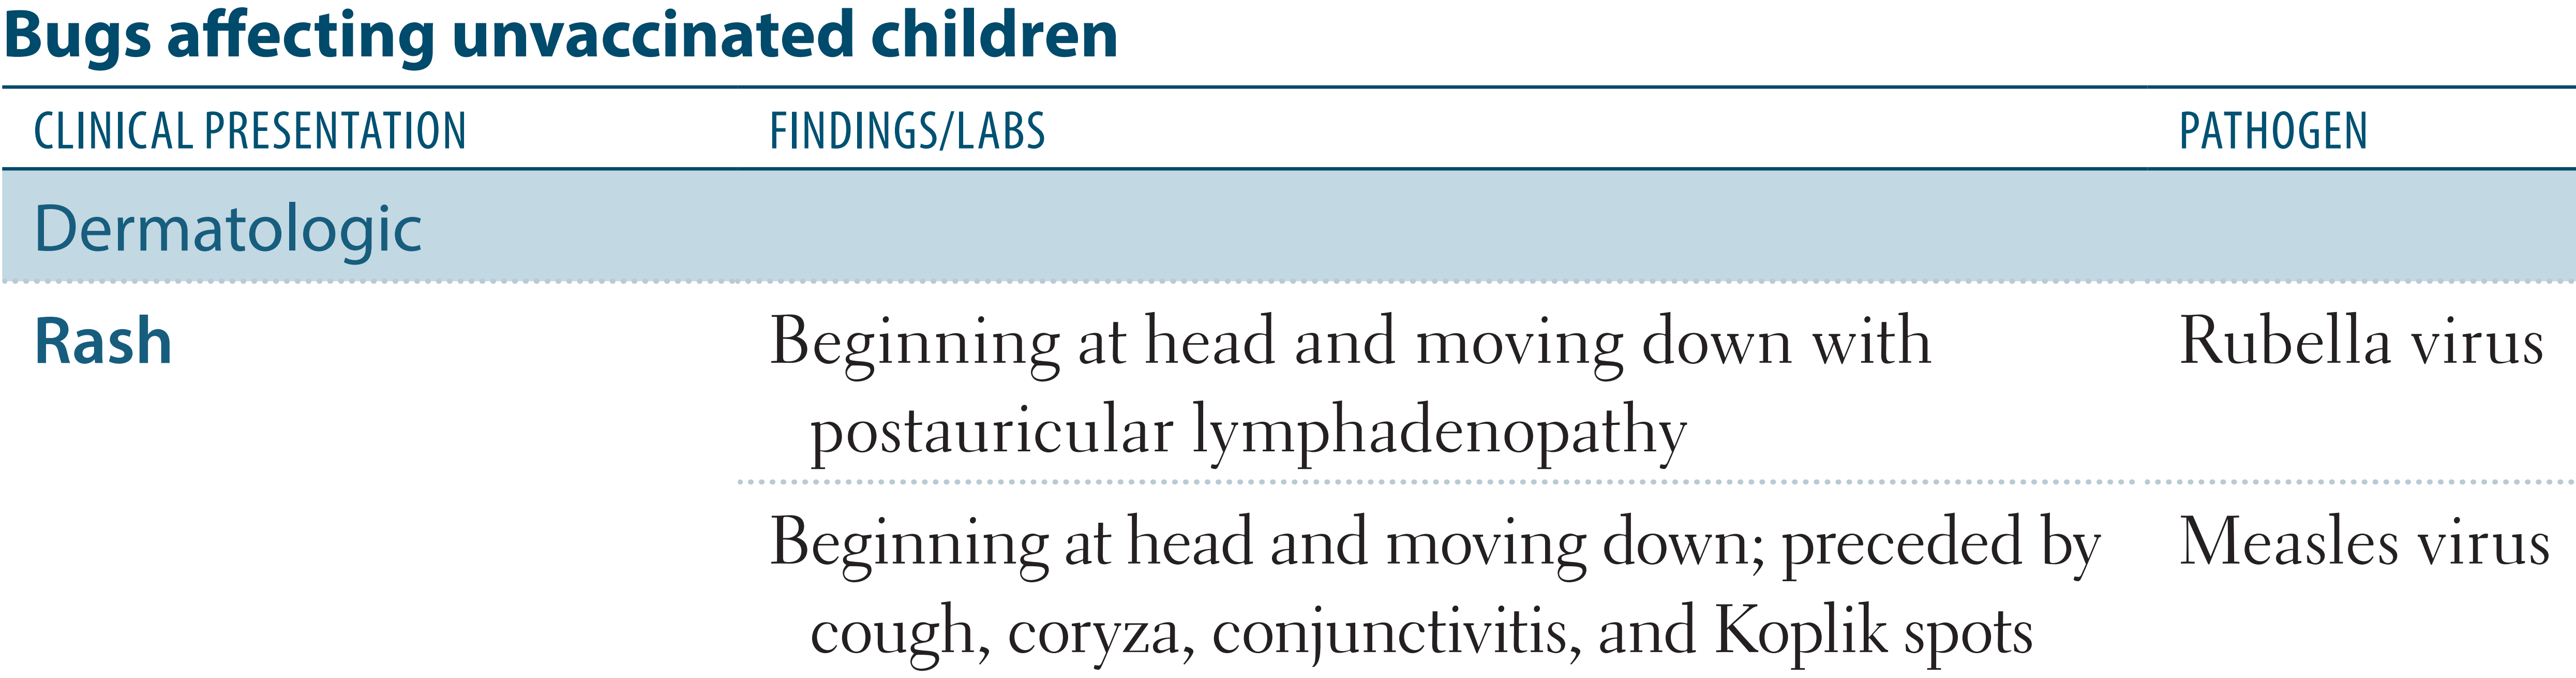 Bugs affecting unvaccinated children
CLINICAL PRESENTATION FINDINGS/LABS PATHOGEN
Dermatologic
Rash Beginning at head and moving down with Rubella virus
postauricular lymphadenopathy
Beginning at head and moving down; preceded by Measles virus
cough, coryza, conjunctivitis, and Koplik spots